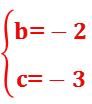 b= – 2
c= – 3